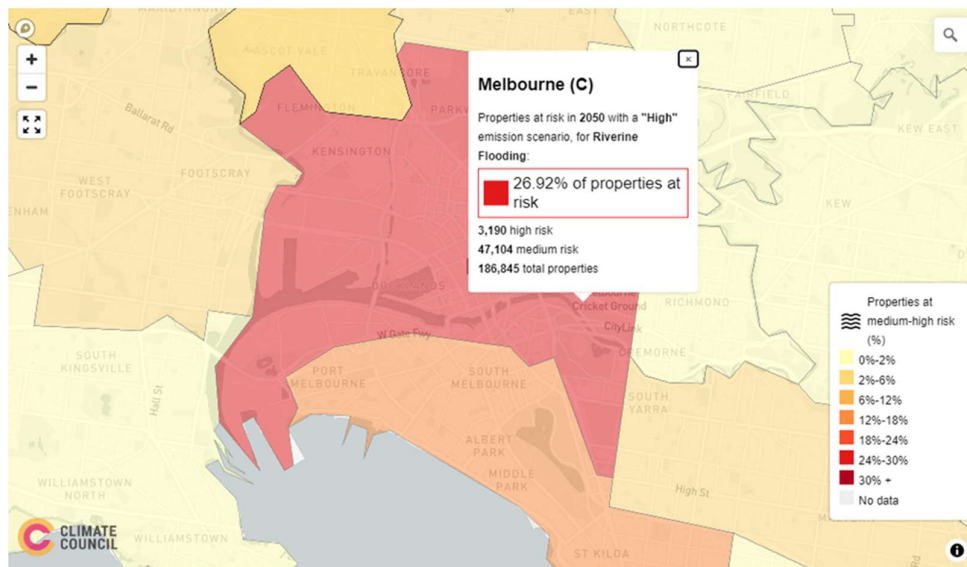 NORTHCOTE
ASCOT VALE
TRAVANCORE
+
−
×
Melbourne (C)
Properties at risk in 2050 with a "High"
emission scenario, for Riverine
Flooding:
26.92% of properties at
risk
3,190 high risk
47,104 medium risk
186,845 total properties
FLEMINGTON
PARKV
FAIRFIELD
Ballarat Rd
KENSINGTON
KEW EAST
WEST
FOOTSCRAY
FOOTSCRAY
KEW
ENHAM
DOCKLANDS
Cricket Ground
RICHMOND
CityLink
W Gate Fwy
CREMORNE
SOUTH
KINGSVILLE
Hall St
PORT
MELBOURNE
SOUTH
MELBOURNE
SOUTH
YARRA
ALBERT
PARK
MIDDLE
PARK
High St
WILLIAMSTOWN
NORTH
WILLIAMSTOWN
ST KILDA
Properties at
medium-high risk
(%)
0%-2%
2%-6%
6%-12%
12%-18%
18%-24%
24%-30%
30% +
No data
CLIMATE
COUNCIL